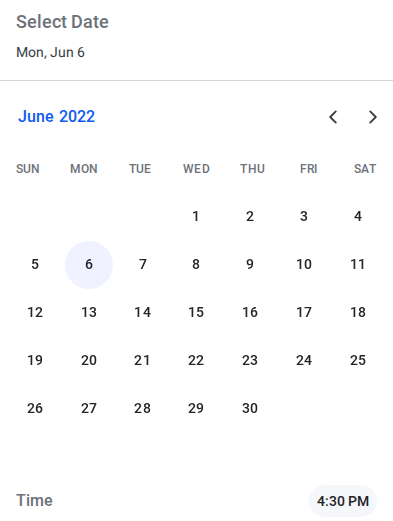 Select Date
Mon, Jun 6
June 2022
SUN MON TUE WED THU FRI SAT
1 2 3 4
5 6 7 8 9 10 11
12 13 14 15 16 17 18
19 20 21 22 23 24 25
26 27 28 29 30
Time 4:30 PM